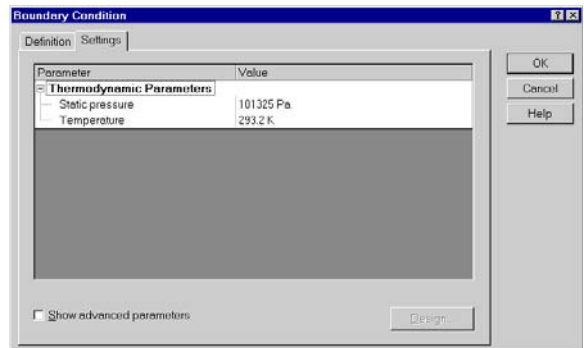 Boundary Condition
Definition Settings
OK
Cancel
Help
Parameter Value
Thermodynamic Parameters
Static pressure 101325 Pa
Temperature 293.2 K
Show advanced parameters
Design...